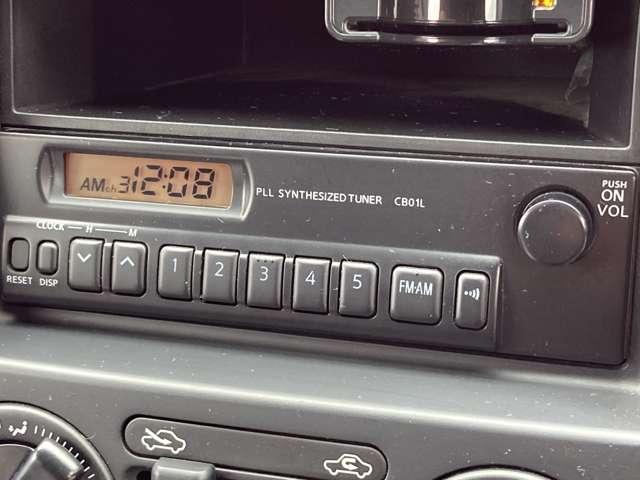 AM ch 3 12:08
PLL SYNTHESIZED TUNER CB01L
PUSH
ON
VOL
CLOCK H M
RESET DISP
1 2 3 4 5 FM·AM